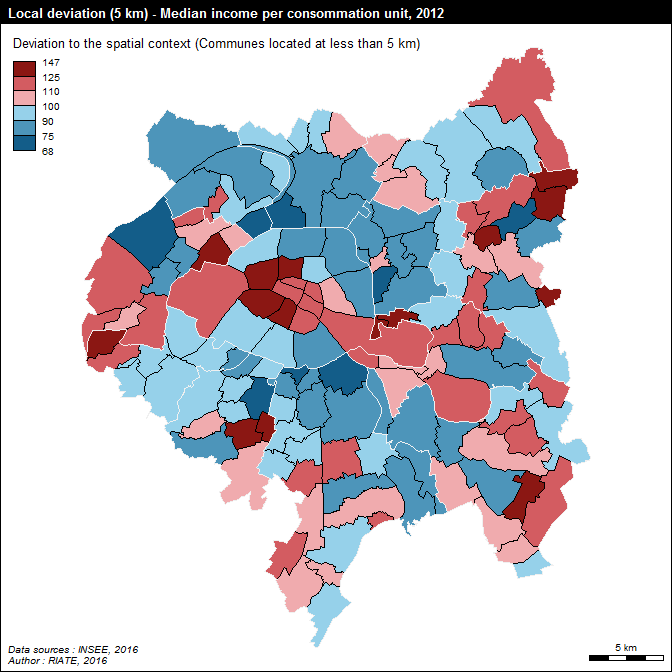 Local deviation (5 km) - Median income per consommation unit, 2012
Deviation to the spatial context (Communes located at less than 5 km)
147
125
110
100
90
75
68
Data sources : INSEE, 2016
Author : RIATE, 2016
5 km